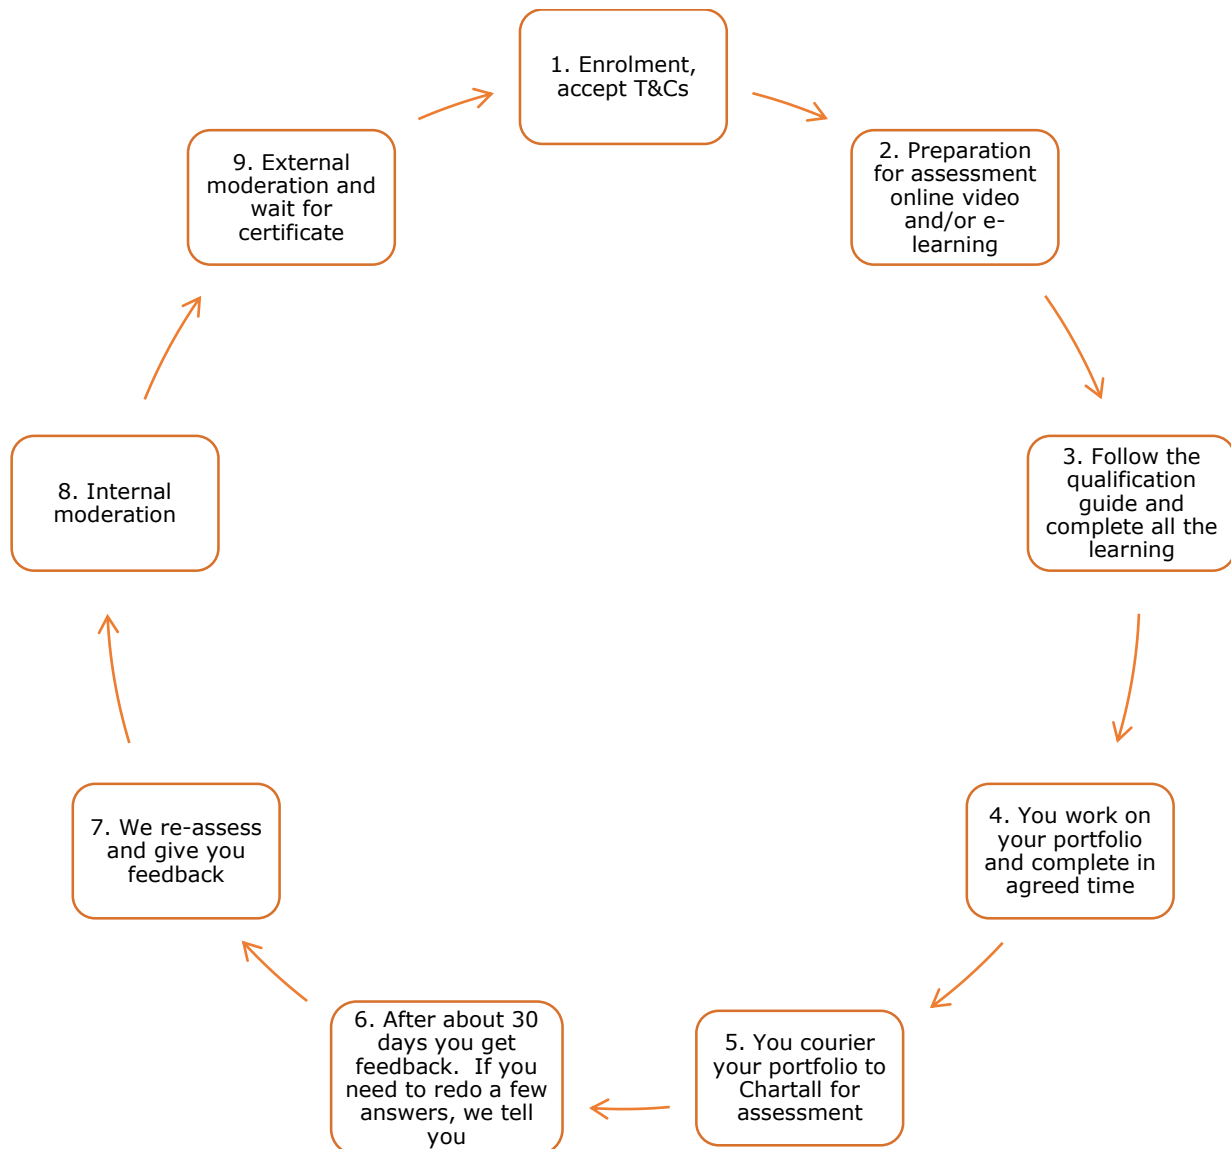 1. Enrolment,
accept T&Cs
2. Preparation
for assessment
online video
and/or e-
learning
3. Follow the
qualification
guide and
complete all the
learning
4. You work on
your portfolio
and complete in
agreed time
5. You courier
your portfolio to
Chartall for
assessment
6. After about 30
days you get
feedback.  If you
need to redo a few
answers, we tell
you
7. We re-assess
and give you
feedback
8. Internal
moderation
9. External
moderation and
wait for
certificate